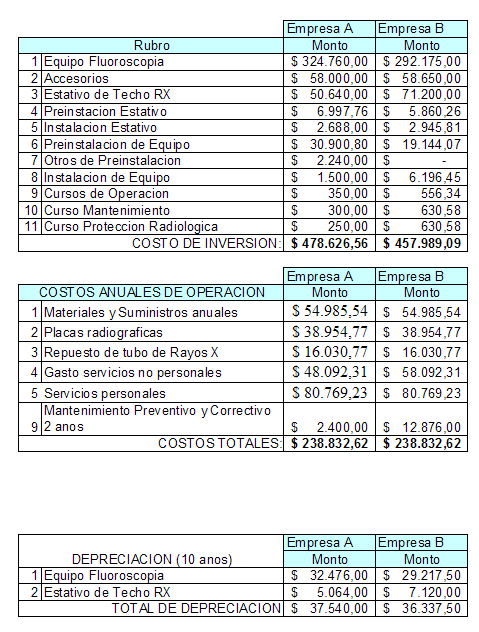 Empresa A Empresa B
Rubro Monto Monto
1 Equipo Fluoroscopia $ 324.760,00 $ 292.175,00
2 Accesorios $ 58.000,00 $ 58.650,00
3 Estativo de Techo RX $ 50.640,00 $ 71.200,00
4 Preinstacion Estativo $ 6.997,76 $ 5.860,26
5 Instalacion Estativo $ 2.688,00 $ 2.945,81
6 Preinstalacion de Equipo $ 30.900,80 $ 19.144,07
7 Otros de Preinstalacion $ 2.240,00 $ -
8 Instalacion de Equipo $ 1.500,00 $ 6.196,45
9 Cursos de Operacion $ 350,00 $ 556,34
10 Curso Mantenimiento $ 300,00 $ 630,58
11 Curso Proteccion Radiologica $ 250,00 $ 630,58
COSTO DE INVERSION: $ 478.626,56 $ 457.989,09
Empresa A Empresa B
COSTOS ANUALES DE OPERACION Monto Monto
1 Materiales y Suministros anuales $ 54.985,54 $ 54.985,54
2 Placas radiograficas $ 38.954,77 $ 38.954,77
3 Repuesto de tubo de Rayos X $ 16.030,77 $ 16.030,77
4 Gasto servicios no personales $ 48.092,31 $ 58.092,31
5 Servicios personales $ 80.769,23 $ 80.769,23
Mantenimiento Preventivo y Correctivo
9 2 anos $ 2.400,00 $ 12.876,00
COSTOS TOTALES: $ 238.832,62 $ 238.832,62
Empresa A Empresa B
DEPRECIACION (10 anos) Monto Monto
1 Equipo Fluoroscopia $ 32.476,00 $ 29.217,50
2 Estativo de Techo RX $ 5.064,00 $ 7.120,00
TOTAL DE DEPRECIACION $ 37.540,00 $ 36.337,50